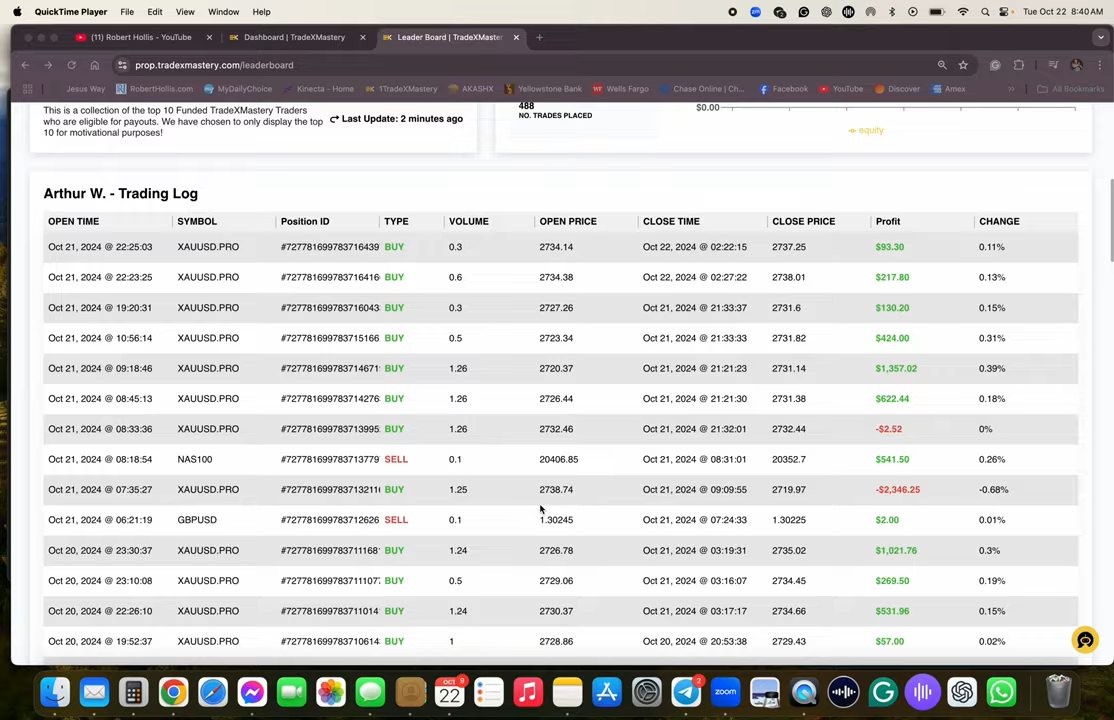 QuickTime Player File Edit View Window Help Tue Oct 22 8:40 AM
(11) Robert Hollis - YouTube × Dashboard | TradeXMastery × Leader Board | TradeXMaster × +
prop.tradexmastery.com/leaderboard
Jesus Way RobertHollis.com MyDailyChoice Kinecta - Home 1TradeXMastery AKASHX Yellowstone Bank Wells Fargo Chase Online | Ch... Facebook YouTube Discover Amex » All Bookmarks
This is a collection of the top 10 Funded TradeXMastery Traders
who are eligible for payouts. We have chosen to only display the top
10 for motivational purposes!
Last Update: 2 minutes ago
488
NO. TRADES PLACED
$0.00
equity
Arthur W. - Trading Log
OPEN TIME SYMBOL Position ID TYPE VOLUME OPEN PRICE CLOSE TIME CLOSE PRICE Profit CHANGE
Oct 21, 2024 @ 22:25:03 XAUUSD.PRO #727781699783716439 BUY 0.3 2734.14 Oct 22, 2024 @ 02:22:15 2737.25 $93.30 0.11%
Oct 21, 2024 @ 22:23:25 XAUUSD.PRO #727781699783716416 BUY 0.6 2734.38 Oct 22, 2024 @ 02:27:22 2738.01 $217.80 0.13%
Oct 21, 2024 @ 19:20:31 XAUUSD.PRO #727781699783716043 BUY 0.3 2727.26 Oct 21, 2024 @ 21:33:37 2731.6 $130.20 0.15%
Oct 21, 2024 @ 10:56:14 XAUUSD.PRO #727781699783715166 BUY 0.5 2723.34 Oct 21, 2024 @ 21:33:33 2731.82 $424.00 0.31%
Oct 21, 2024 @ 09:18:46 XAUUSD.PRO #72778169978371467 BUY 1.26 2720.37 Oct 21, 2024 @ 21:21:23 2731.14 $1,357.02 0.39%
Oct 21, 2024 @ 08:45:13 XAUUSD.PRO #727781699783714276 BUY 1.26 2726.44 Oct 21, 2024 @ 21:21:30 2731.38 $622.44 0.18%
Oct 21, 2024 @ 08:33:36 XAUUSD.PRO #727781699783713995 BUY 1.26 2732.46 Oct 21, 2024 @ 21:32:01 2732.44 -$2.52 0%
Oct 21, 2024 @ 08:18:54 NAS100 #727781699783713779 SELL 0.1 20406.85 Oct 21, 2024 @ 08:31:01 20352.7 $541.50 0.26%
Oct 21, 2024 @ 07:35:27 XAUUSD.PRO #72778169978371321 BUY 1.25 2738.74 Oct 21, 2024 @ 09:09:55 2719.97 -$2,346.25 -0.68%
Oct 21, 2024 @ 06:21:19 GBPUSD #727781699783712626 SELL 0.1 1.30245 Oct 21, 2024 @ 07:24:33 1.30225 $2.00 0.01%
Oct 20, 2024 @ 23:30:37 XAUUSD.PRO #727781699783711168 BUY 1.24 2726.78 Oct 21, 2024 @ 03:19:31 2735.02 $1,021.76 0.3%
Oct 20, 2024 @ 23:10:08 XAUUSD.PRO #727781699783711077 BUY 0.5 2729.06 Oct 21, 2024 @ 03:16:07 2734.45 $269.50 0.19%
Oct 20, 2024 @ 22:26:10 XAUUSD.PRO #727781699783711014 BUY 1.24 2730.37 Oct 21, 2024 @ 03:17:17 2734.66 $531.96 0.15%
Oct 20, 2024 @ 19:52:37 XAUUSD.PRO #727781699783710614 BUY 1 2728.86 Oct 20, 2024 @ 20:53:38 2729.43 $57.00 0.02%
OCT 9
22
2
zoom